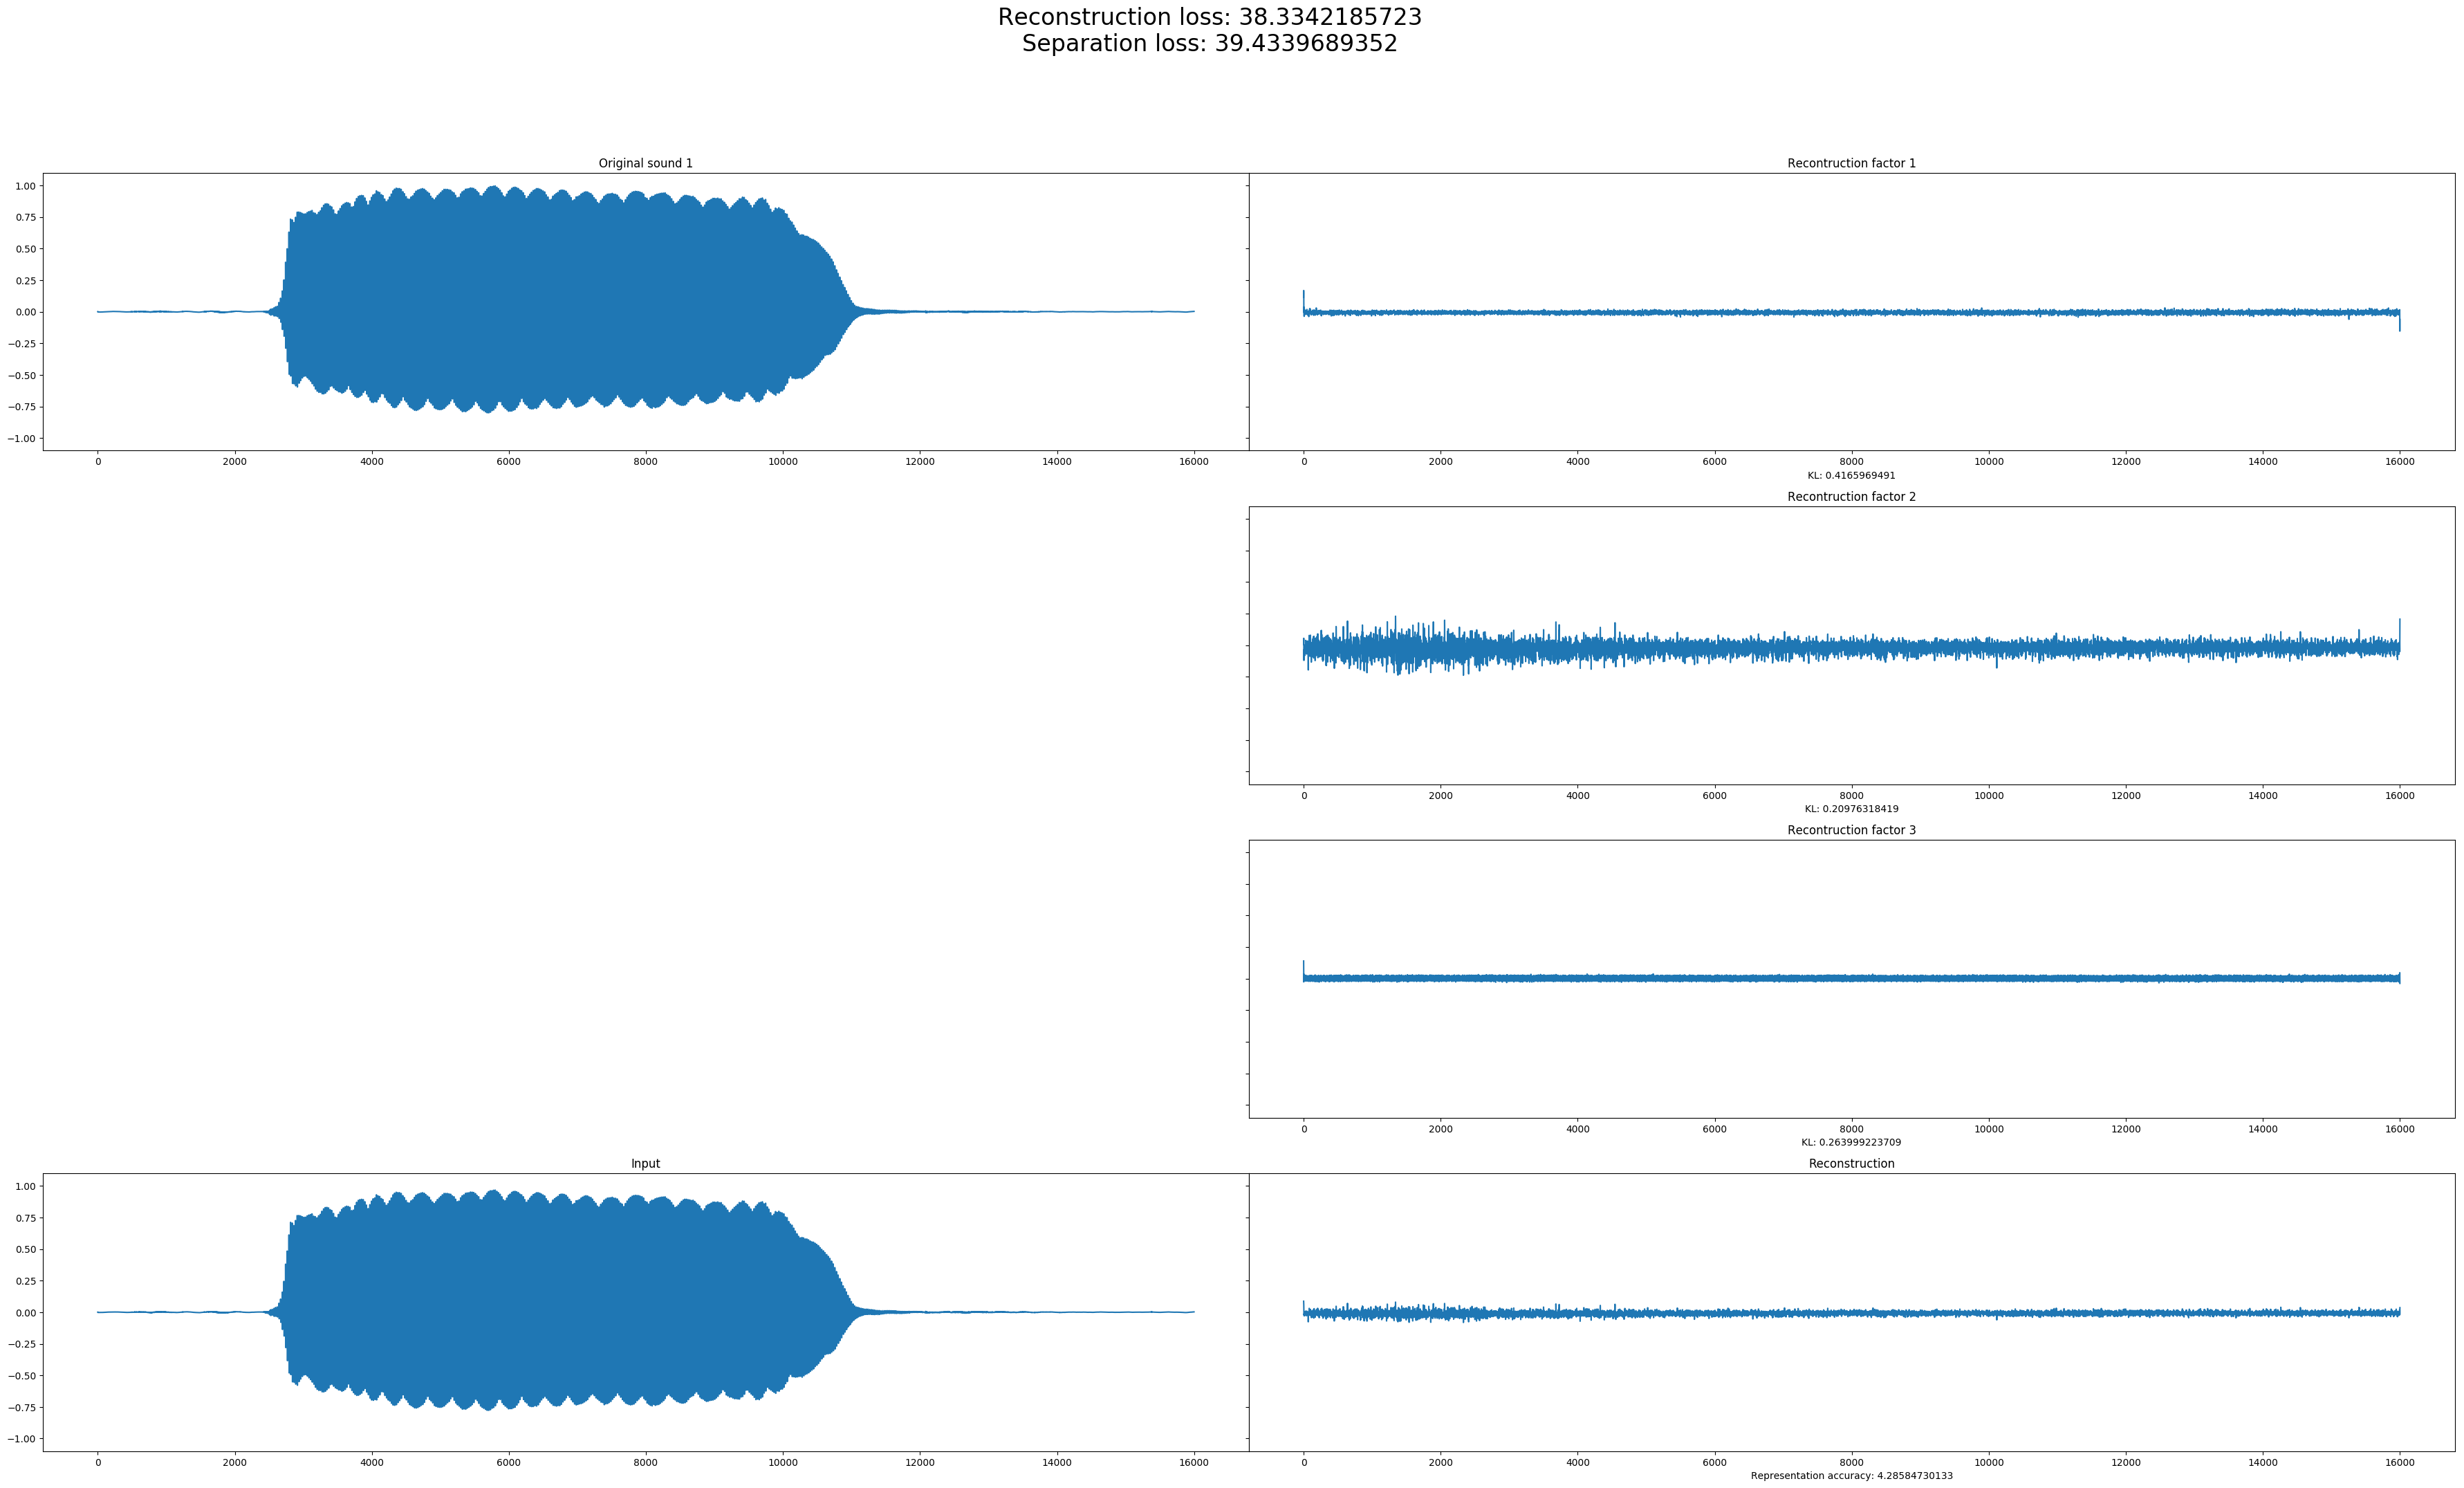 Reconstruction loss: 38.3342185723
Separation loss: 39.4339689352
Original sound 1
Recontruction factor 1
1.00
0.75
0.50
0.25
0.00
−0.25
−0.50
−0.75
−1.00
0 2000 4000 6000 8000 10000 12000 14000 16000
0 2000 4000 6000 8000 10000 12000 14000 16000
KL: 0.4165969491
Recontruction factor 2
0 2000 4000 6000 8000 10000 12000 14000 16000
KL: 0.20976318419
Recontruction factor 3
0 2000 4000 6000 8000 10000 12000 14000 16000
KL: 0.263999223709
Input
Reconstruction
1.00
0.75
0.50
0.25
0.00
−0.25
−0.50
−0.75
−1.00
0 2000 4000 6000 8000 10000 12000 14000 16000
0 2000 4000 6000 8000 10000 12000 14000 16000
Representation accuracy: 4.28584730133